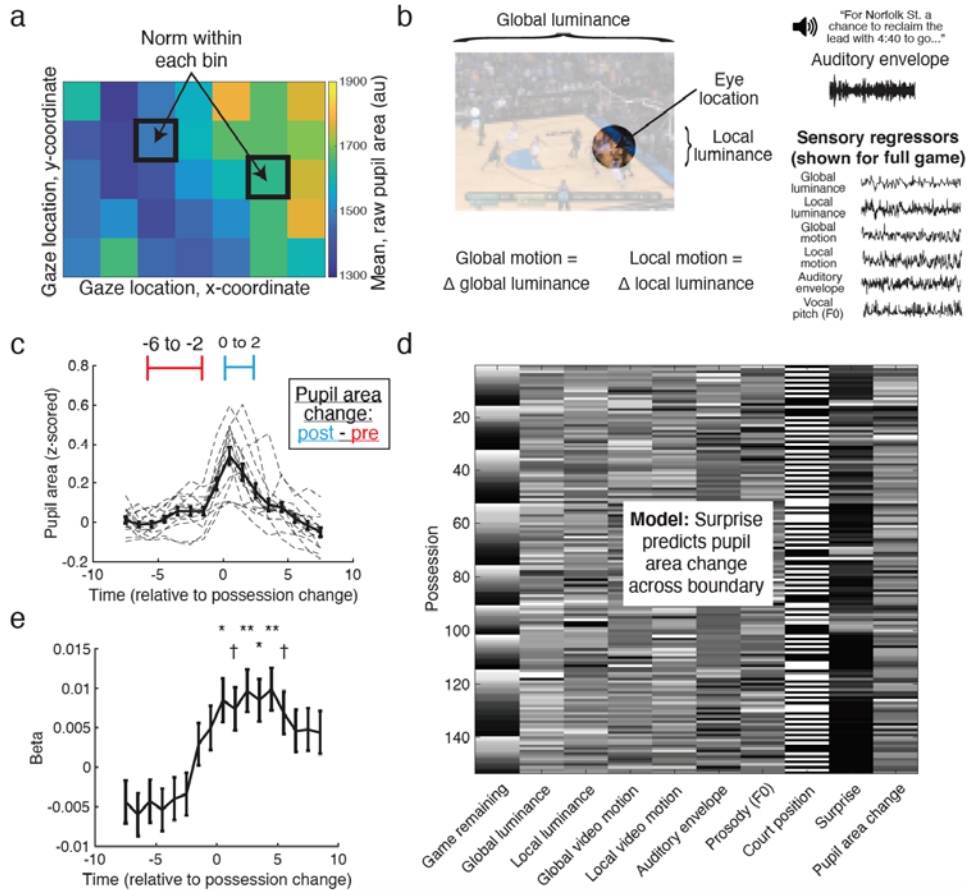 a
Norm within
each bin
Gaze location, y-coordinate
Gaze location, x-coordinate
1900
1700
1500
1300
Mean, raw pupil area (au)
b
Global luminance
Eye
location
Local
luminance
Global motion =
Δ global luminance
Local motion =
Δ local luminance
"For Norfolk St. a
chance to reclaim the
lead with 4:40 to go..."
Auditory envelope
Sensory regressors
(shown for full game)
Global
luminance
Local
luminance
Global
motion
Local
motion
Auditory
envelope
Vocal
pitch (F0)
c
-6 to -2
0 to 2
Pupil area
change:
post - pre
Pupil area (z-scored)
0.8
0.6
0.4
0.2
0
-0.2
-10
-5
0
5
10
Time (relative to possession change)
d
Possession
20
40
60
80
100
120
140
Model: Surprise
predicts pupil
area change
across boundary
Game remaining
Global luminance
Local luminance
Global video motion
Local video motion
Auditory envelope
Prosody (F0)
Court position
Surprise
Pupil area change
e
* ** **
† * †
Beta
0.015
0.01
0.005
0
-0.005
-0.01
-10
-5
0
5
10
Time (relative to possession change)